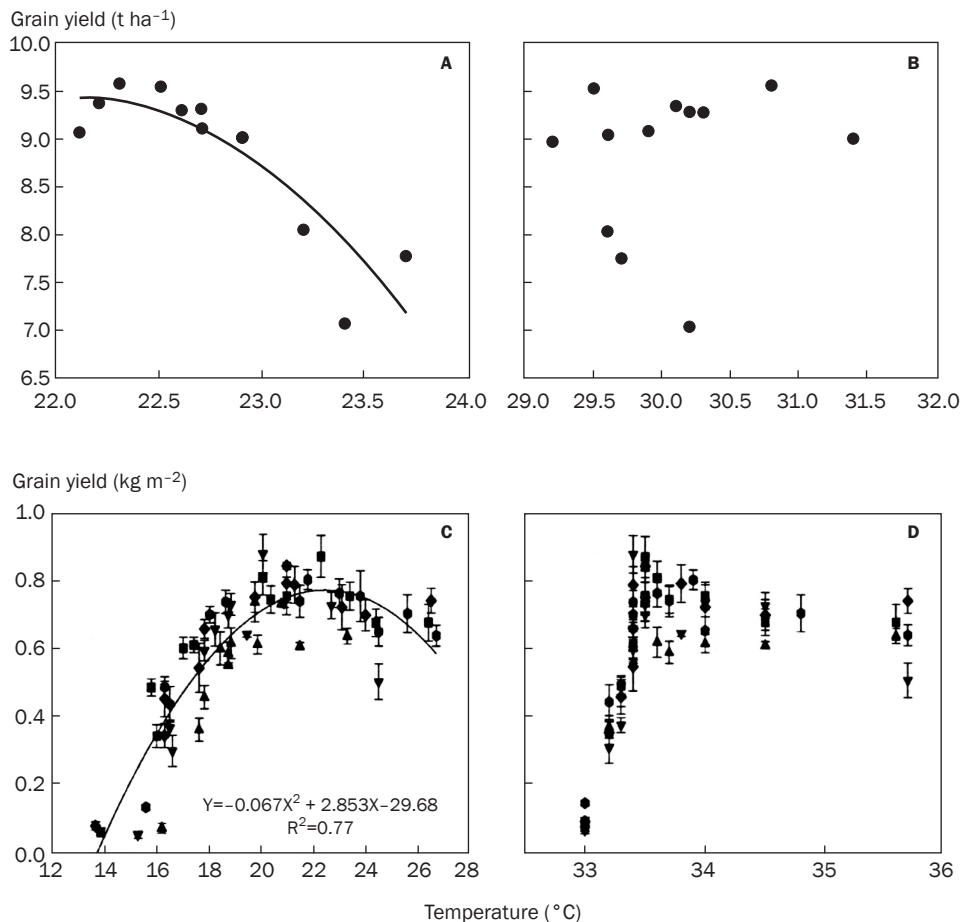 Grain yield (t ha⁻¹)
10.0
A
B
9.5
9.0
8.5
8.0
7.5
7.0
6.5
22.0 22.5 23.0 23.5 24.0 29.0 29.5 30.0 30.5 31.0 31.5 32.0
Grain yield (kg m⁻²)
1.0
C
D
0.8
0.6
0.4
0.2
Y=−0.067X² + 2.853X−29.68
R²=0.77
0.0
12 14 16 18 20 22 24 26 28 33 34 35 36
Temperature (°C)